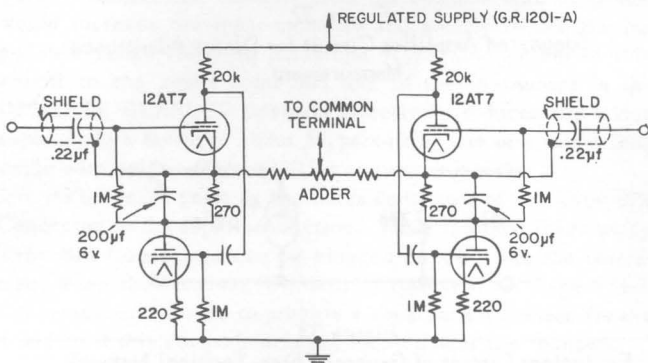 REGULATED SUPPLY (G.R. 1201-A)
20k
20k
12AT7
12AT7
SHIELD
SHIELD
TO COMMON
TERMINAL
.22μf
.22μf
ADDER
1M
270
270
1M
200μf
6v.
200μf
6v.
220
1M
1M
220